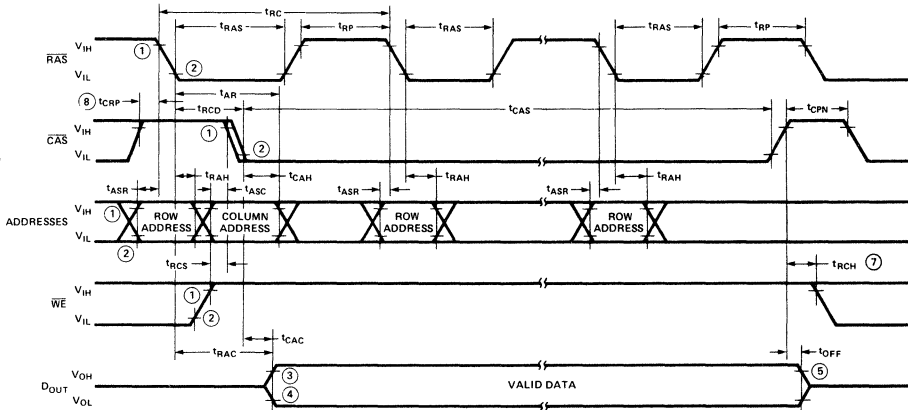 tRC
tRAS tRP tRAS tRAS tRP
VIH ①
RAS
VIL ②
tAR
⑧ tCRP tRCD tCAS tCPN
VIH ①
CAS
VIL ②
tRAH tCAH tRAH tRAH
tASR tASC tASR tASR
ADDRESSES
VIH ①
ROW ADDRESS COLUMN ADDRESS ROW ADDRESS ROW ADDRESS
VIL
②
tRCS tRCH ⑦
VIH ①
WE
VIL ②
tCAC
tRAC tOFF
VOH ③ ⑤
DOUT VALID DATA
VOL ④